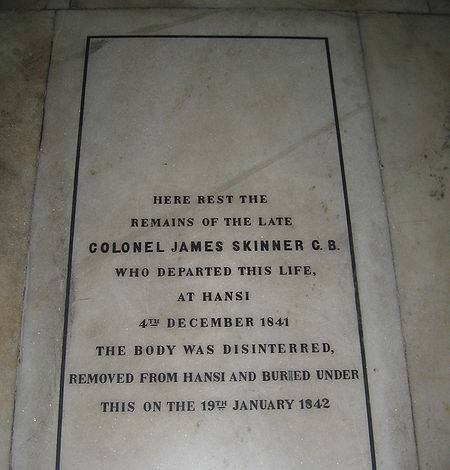 HERE REST THE
REMAINS OF THE LATE
COLONEL JAMES SKINNER C.B.
WHO DEPARTED THIS LIFE,
AT HANSI
4TH DECEMBER 1841
THE BODY WAS DISINTERRED,
REMOVED FROM HANSI AND BURIED UNDER
THIS ON THE 19TH JANUARY 1842